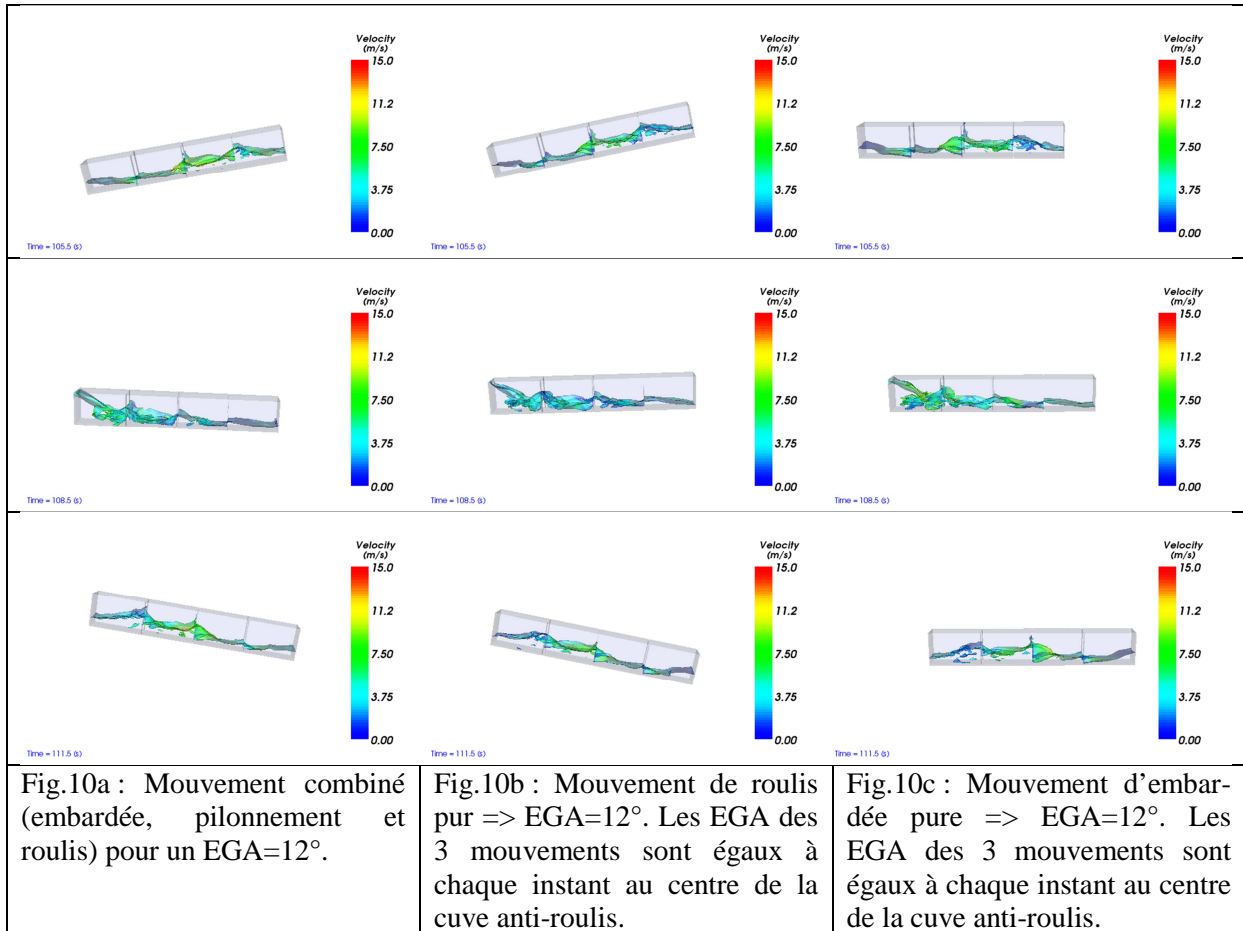 Velocity
(m/s)
15.0
11.2
7.50
3.75
0.00
Time = 105.5 (s)
Velocity
(m/s)
15.0
11.2
7.50
3.75
0.00
Time = 105.5 (s)
Velocity
(m/s)
15.0
11.2
7.50
3.75
0.00
Time = 105.5 (s)
Velocity
(m/s)
15.0
11.2
7.50
3.75
0.00
Time = 108.5 (s)
Velocity
(m/s)
15.0
11.2
7.50
3.75
0.00
Time = 108.5 (s)
Velocity
(m/s)
15.0
11.2
7.50
3.75
0.00
Time = 108.5 (s)
Velocity
(m/s)
15.0
11.2
7.50
3.75
0.00
Time = 111.5 (s)
Velocity
(m/s)
15.0
11.2
7.50
3.75
0.00
Time = 111.5 (s)
Velocity
(m/s)
15.0
11.2
7.50
3.75
0.00
Time = 111.5 (s)
Fig.10a : Mouvement combiné
(embardée, pilonnement et
roulis) pour un EGA=12°.
Fig.10b : Mouvement de roulis
pur => EGA=12°. Les EGA des
3 mouvements sont égaux à
chaque instant au centre de la
cuve anti-roulis.
Fig.10c : Mouvement d’embar-
dée pure => EGA=12°. Les
EGA des 3 mouvements sont
égaux à chaque instant au centre
de la cuve anti-roulis.